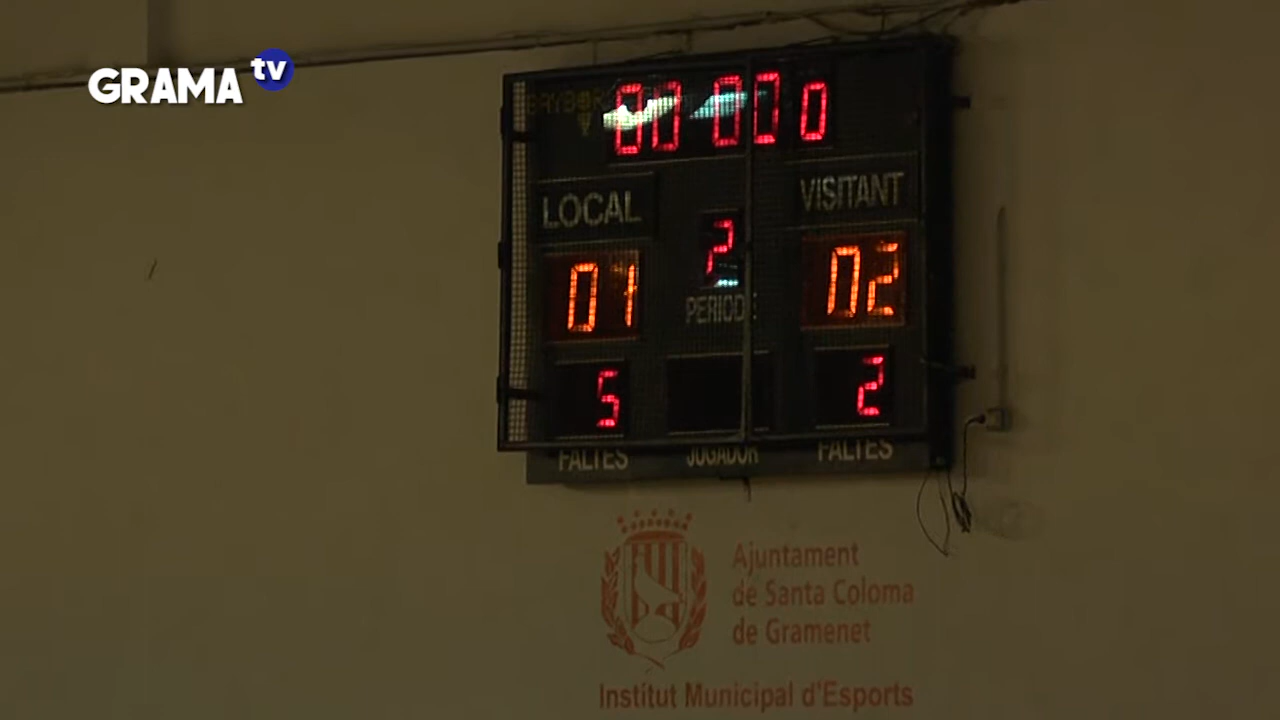 GRAMA tv
00 00 0
LOCAL
VISITANT
2
01
02
PERIODE
5
2
FALTES
JUGADOR
FALTES
Ajuntament
de Santa Coloma
de Gramenet
Institut Municipal d'Esports